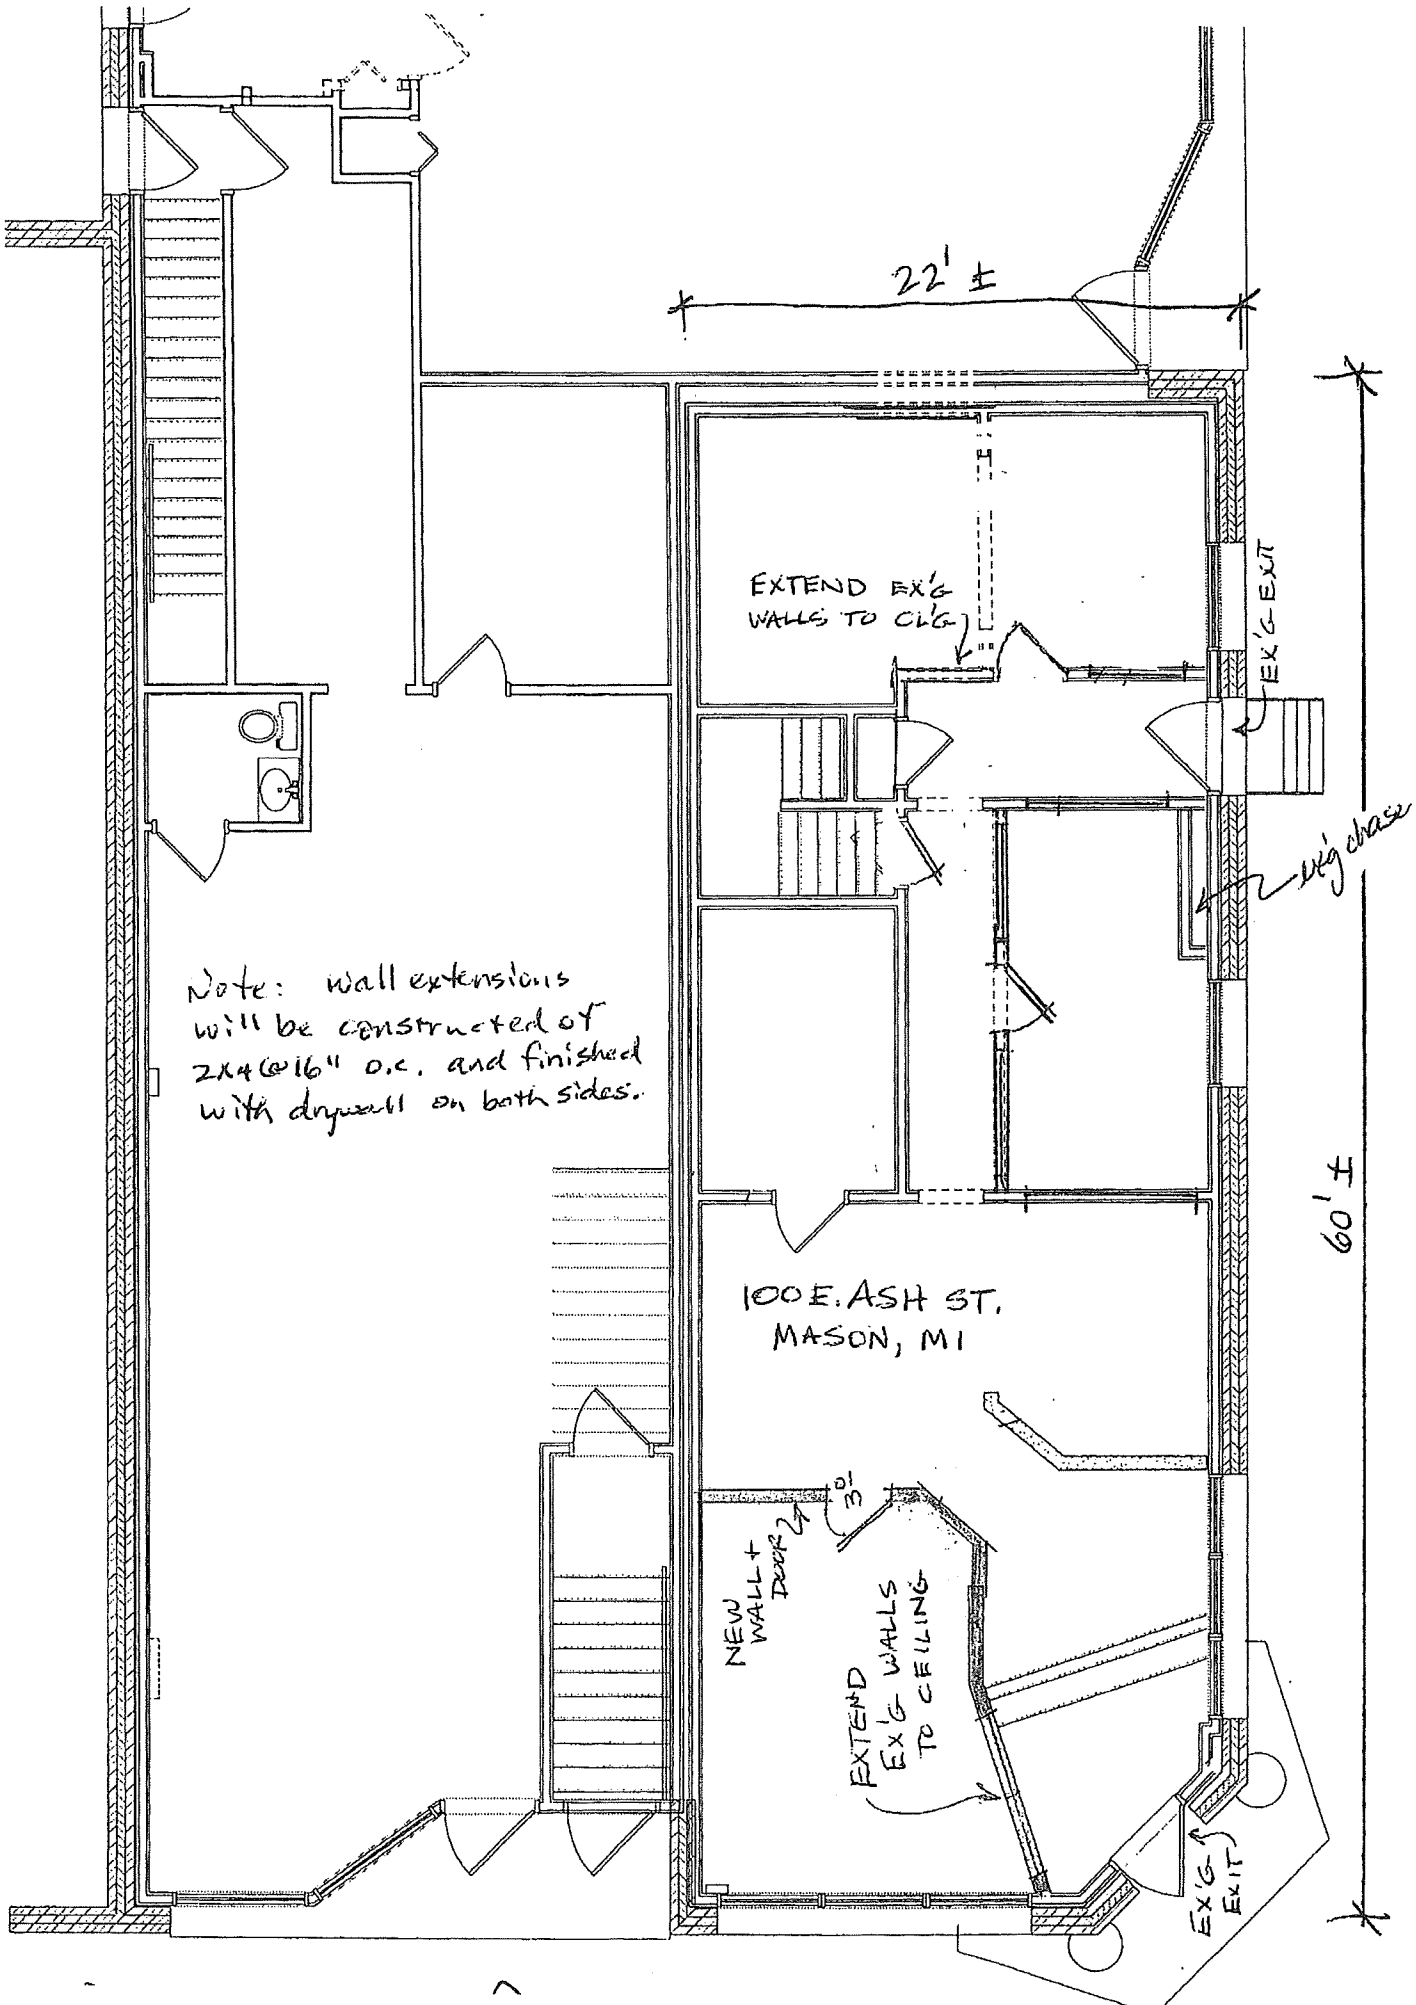 22' ±
EXTEND EX'G
WALLS TO CL'G
EX'G EXIT
ex'g chase
Note: wall extensions
will be constructed of
2x4@16" o.c. and finished
with drywall on both sides.
60' ±
100 E. ASH ST.
MASON, MI
3'0"
NEW
WALL +
DOOR
EXTEND
EX'G WALLS
TO CEILING
EX'G
EXIT